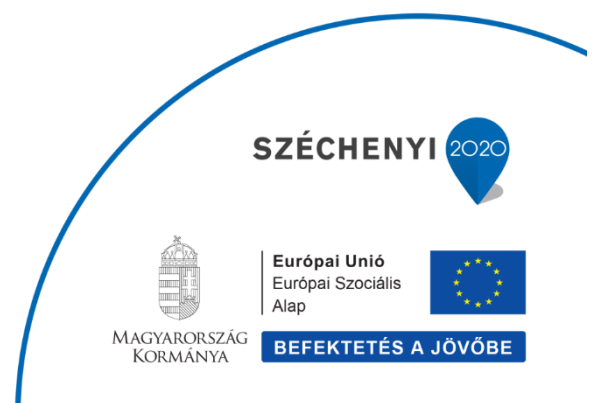 SZÉCHENYI 2020
Európai Unió
Európai Szociális
Alap
MAGYARORSZÁG
KORMÁNYA
BEFEKTETÉS A JÖVŐBE